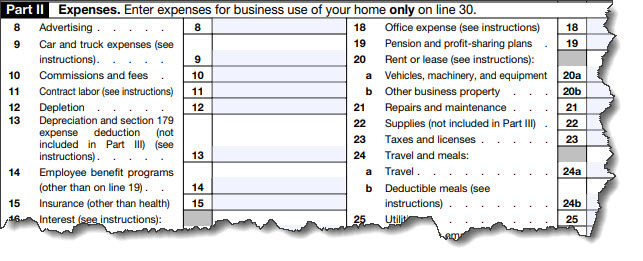 Part II Expenses. Enter expenses for business use of your home only on line 30.
8 Advertising . . . . . 8
9 Car and truck expenses (see
instructions) . . . . 9
10 Commissions and fees . 10
11 Contract labor (see instructions) 11
12 Depletion . . . . . 12
13 Depreciation and section 179
expense deduction (not
included in Part III) (see
instructions) . . . . 13
14 Employee benefit programs
(other than on line 19) . . 14
15 Insurance (other than health) 15
16 Interest (see instructions):
18 Office expense (see instructions) 18
19 Pension and profit-sharing plans . 19
20 Rent or lease (see instructions):
a Vehicles, machinery, and equipment 20a
b Other business property . . . 20b
21 Repairs and maintenance . . . 21
22 Supplies (not included in Part III) . 22
23 Taxes and licenses . . . . . 23
24 Travel and meals:
a Travel . . . . . . . . . 24a
b Deductible meals (see
instructions) . . . . . . . 24b
25 25